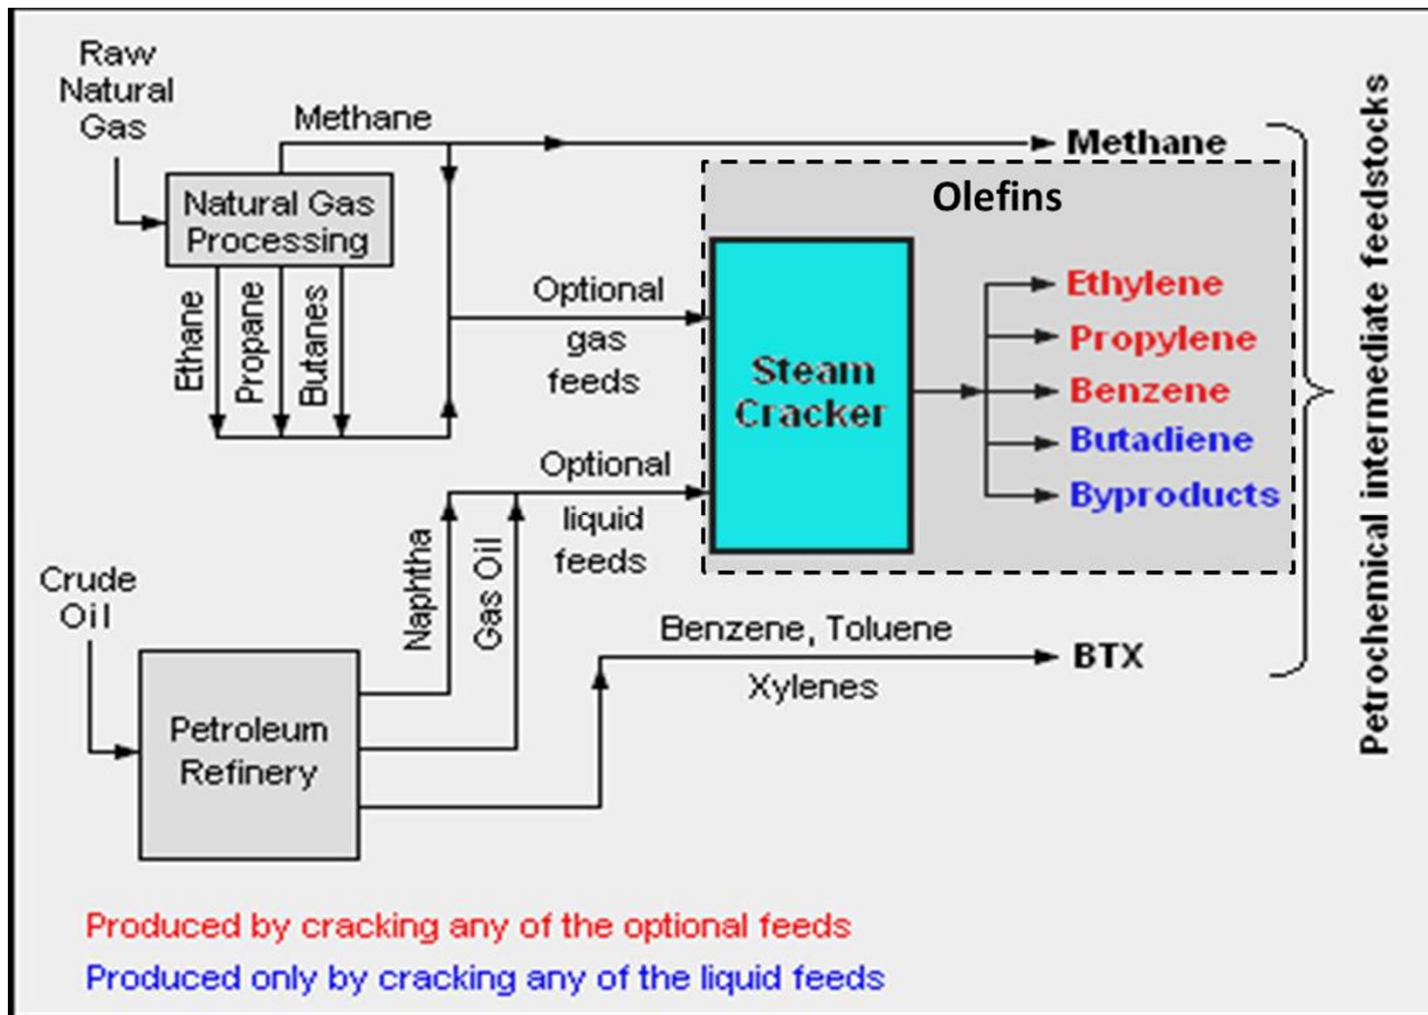 Raw
Natural
Gas
Methane
Methane
Natural Gas
Processing
Olefins
Ethane
Propane
Butanes
Optional
gas
feeds
Steam
Cracker
Ethylene
Propylene
Benzene
Butadiene
Byproducts
Optional
liquid
feeds
Naphtha
Gas Oil
Crude
Oil
Petroleum
Refinery
Benzene, Toluene
Xylenes
BTX
Petrochemical intermediate feedstocks
Produced by cracking any of the optional feeds
Produced only by cracking any of the liquid feeds